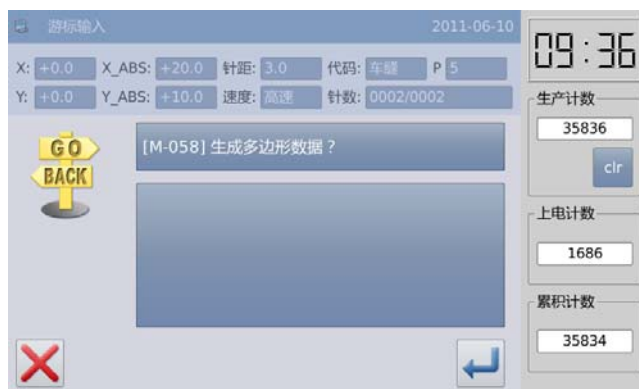 游标输入 2011-06-10
X: +0.0 X_ABS: +20.0 针距: 3.0 代码: 车缝 P 5
Y: +0.0 Y_ABS: +10.0 速度: 高速 针数: 0002/0002
GO
BACK
[M-058] 生成多边形数据？
09:36
生产计数
35836
clr
上电计数
1686
累积计数
35834